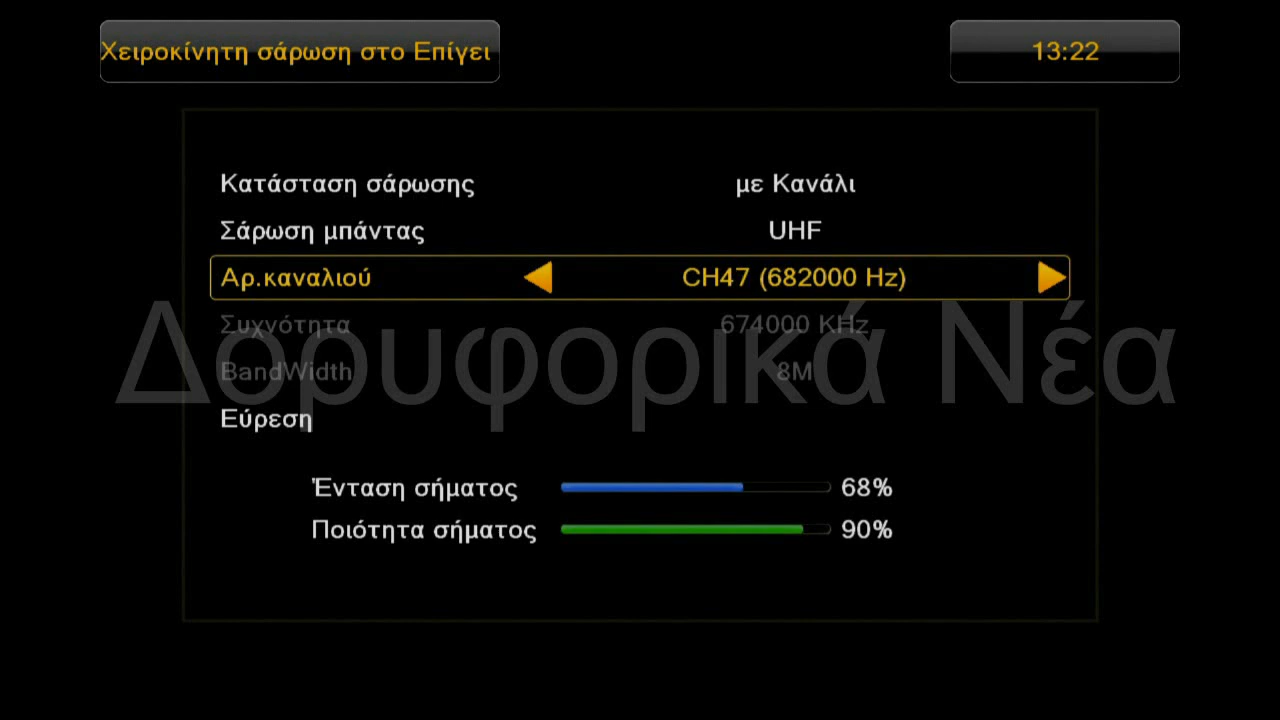 Χειροκίνητη σάρωση στο Επίγει
13:22
Κατάσταση σάρωσης με Κανάλι
Σάρωση μπάντας UHF
Αρ.καναλιού CH47 (682000 Hz)
Συχνότητα 674000 KHz
Δορυφορικά Νέα
BandWidth 8M
Εύρεση
Ένταση σήματος 68%
Ποιότητα σήματος 90%